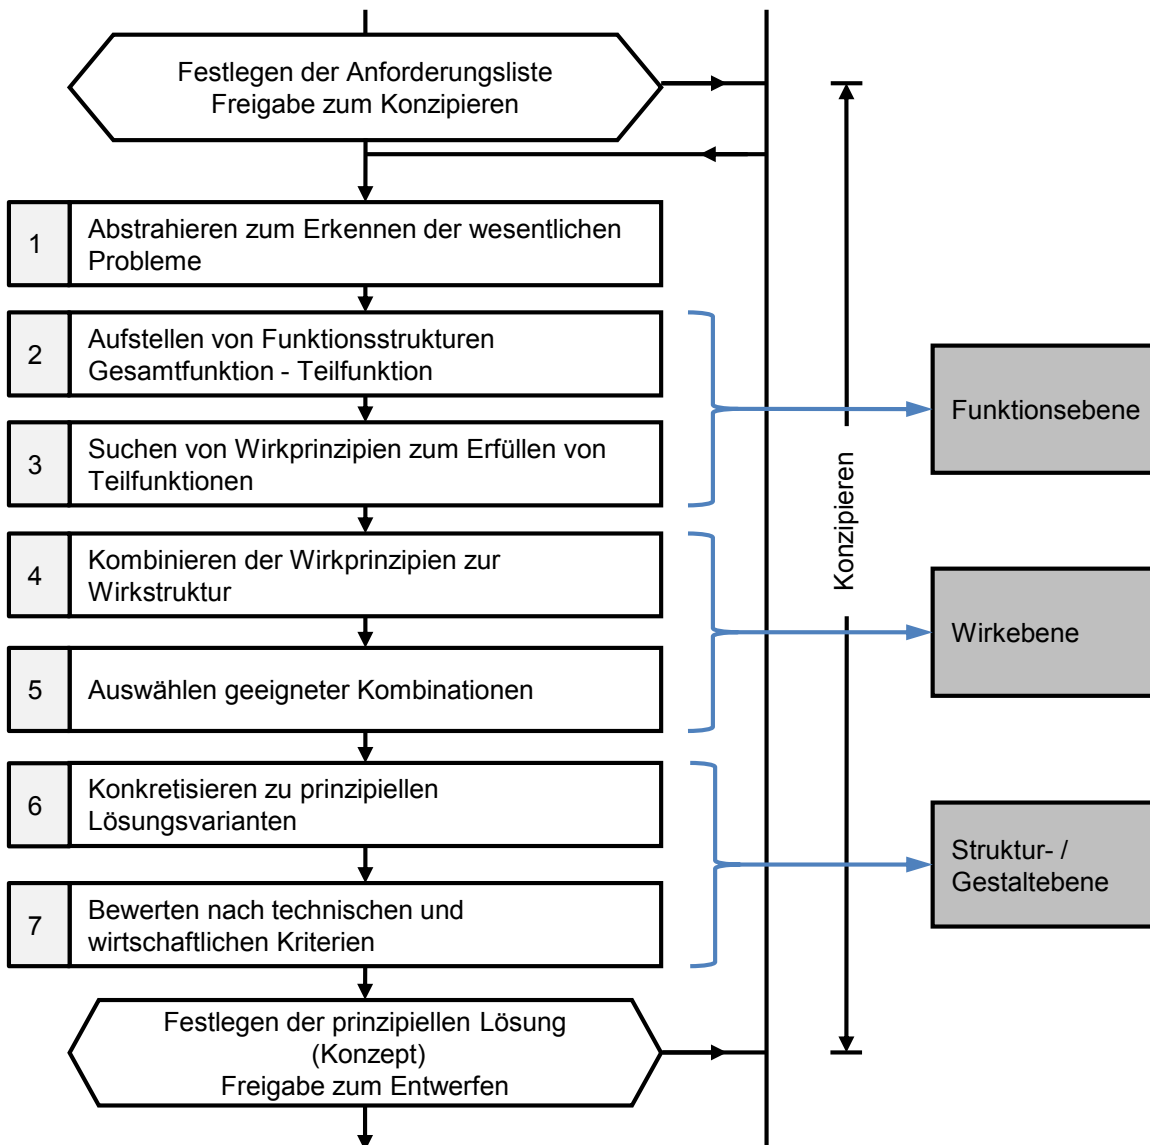 Festlegen der Anforderungsliste
Freigabe zum Konzipieren
1
Abstrahieren zum Erkennen der wesentlichen
Probleme
2
Aufstellen von Funktionsstrukturen
Gesamtfunktion - Teilfunktion
3
Suchen von Wirkprinzipien zum Erfüllen von
Teilfunktionen
Funktionsebene
4
Kombinieren der Wirkprinzipien zur
Wirkstruktur
5
Auswählen geeigneter Kombinationen
Wirkebene
6
Konkretisieren zu prinzipiellen
Lösungsvarianten
7
Bewerten nach technischen und
wirtschaftlichen Kriterien
Struktur- /
Gestaltebene
Konzipieren
Festlegen der prinzipiellen Lösung
(Konzept)
Freigabe zum Entwerfen